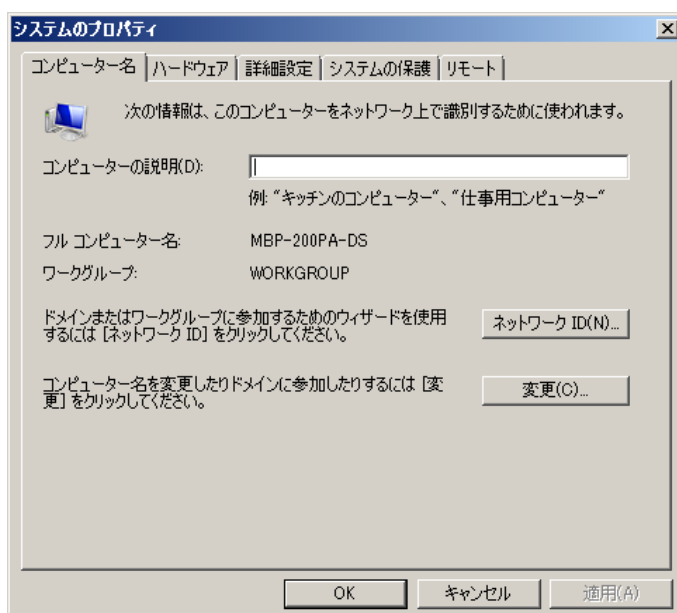 システムのプロパティ
コンピューター名 ハードウェア 詳細設定 システムの保護 リモート
次の情報は、このコンピューターをネットワーク上で識別するために使われます。
コンピューターの説明(D):
例: "キッチンのコンピューター"、"仕事用コンピューター"
フル コンピューター名: MBP-200PA-DS
ワークグループ: WORKGROUP
ドメインまたはワークグループに参加するためのウィザードを使用
するには [ネットワーク ID] をクリックしてください。
ネットワーク ID(N)...
コンピューター名を変更したりドメインに参加したりするには [変
更] をクリックしてください。
変更(C)...
OK キャンセル 適用(A)